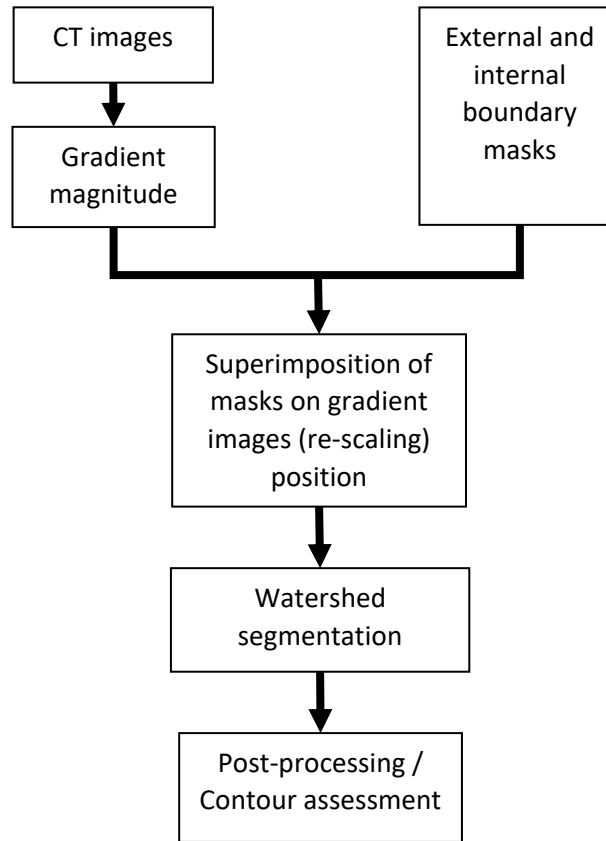 CT images
External and
internal
boundary
masks
Gradient
magnitude
Superimposition of
masks on gradient
images (re-scaling)
position
Watershed
segmentation
Post-processing /
Contour assessment